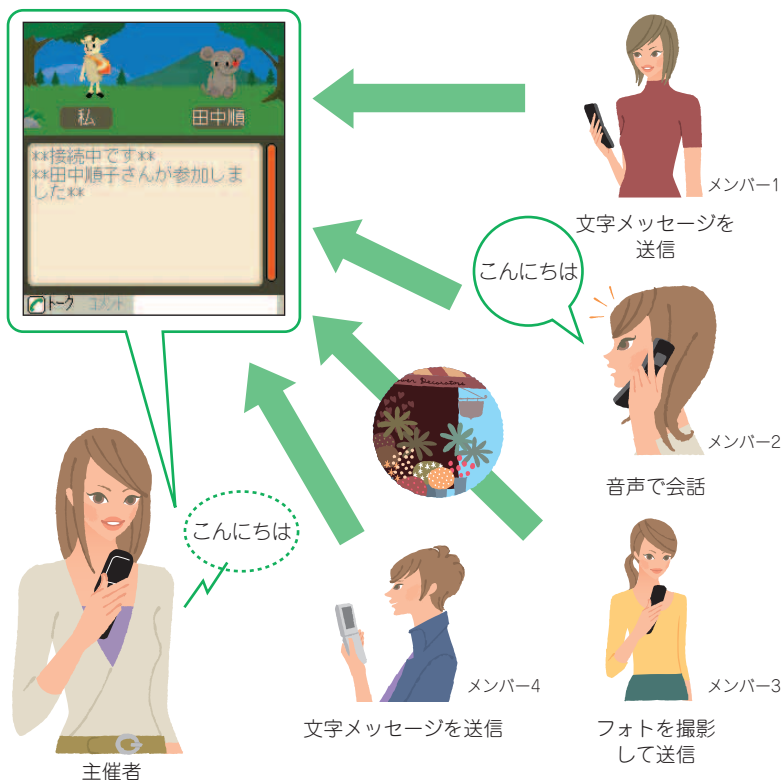 私
田中順
**接続中です**
**田中順子さんが参加しま
した**
トーク コメント
メンバー1
文字メッセージを
送信
こんにちは
メンバー2
音声で会話
こんにちは
メンバー4
文字メッセージを送信
メンバー3
フォトを撮影
して送信
主催者